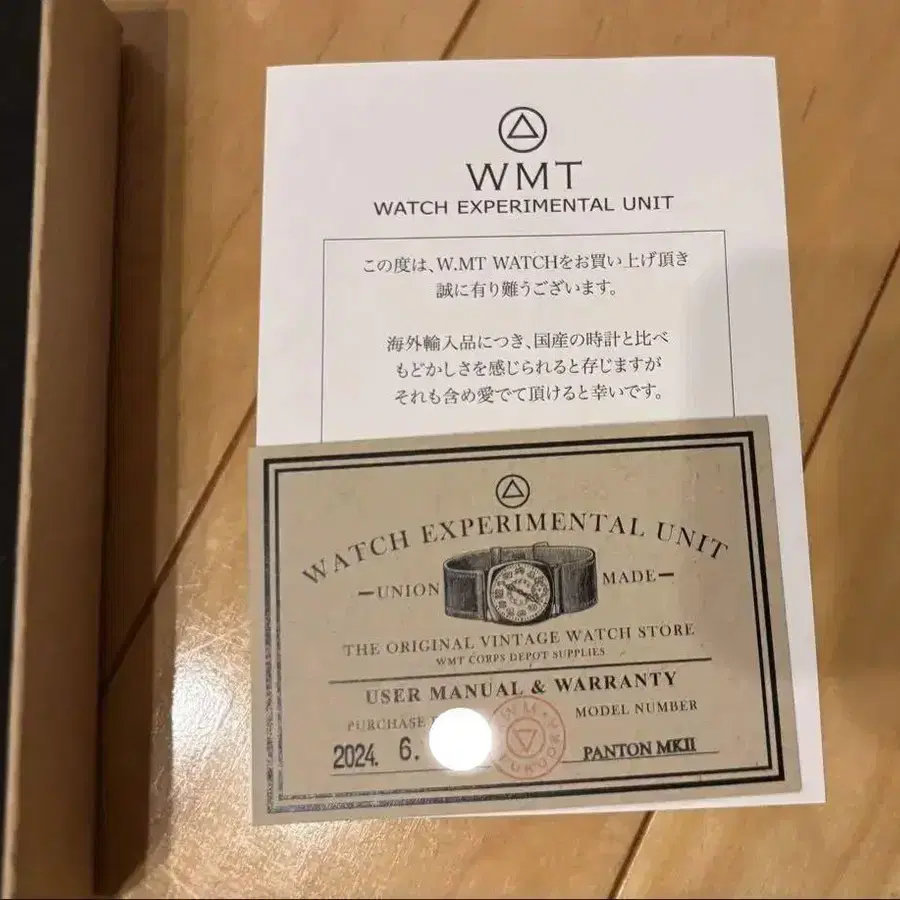 WMT
WATCH EXPERIMENTAL UNIT
この度は、W.MT WATCHをお買い上げ頂き
誠に有り難うございます。
海外輸入品につき、国産の時計と比べ
もどかしさを感じられると存じますが
それも含め愛でて頂けると幸いです。
WATCH EXPERIMENTAL UNIT
UNION MADE
THE ORIGINAL VINTAGE WATCH STORE
WMT CORPS DEPOT SUPPLIES
USER MANUAL & WARRANTY
PURCHASE
MODEL NUMBER
2024. 6.
PANTON MKII